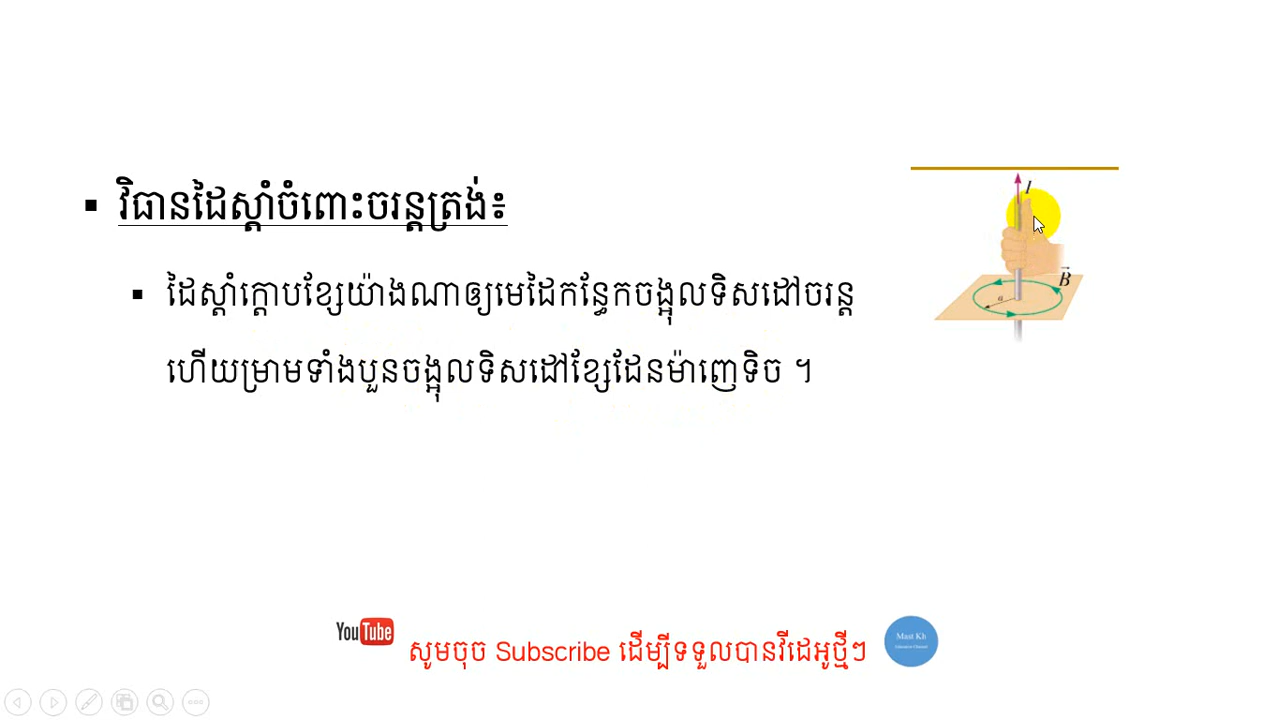 វិធានដៃស្តាំចំពោះចរន្តត្រង់៖
ដៃស្តាំក្តោបខ្សែយ៉ាងណាឲ្យមេដៃកន្ធែកចង្អុលទិសដៅចរន្ត
ហើយម្រាមទាំងបួនចង្អុលទិសដៅខ្សែដែនម៉ាញេទិច ។
I
B
a
YouTube
សូមចុច Subscribe ដើម្បីទទួលបានវីដេអូថ្មីៗ
Mast Kh
Education Channel